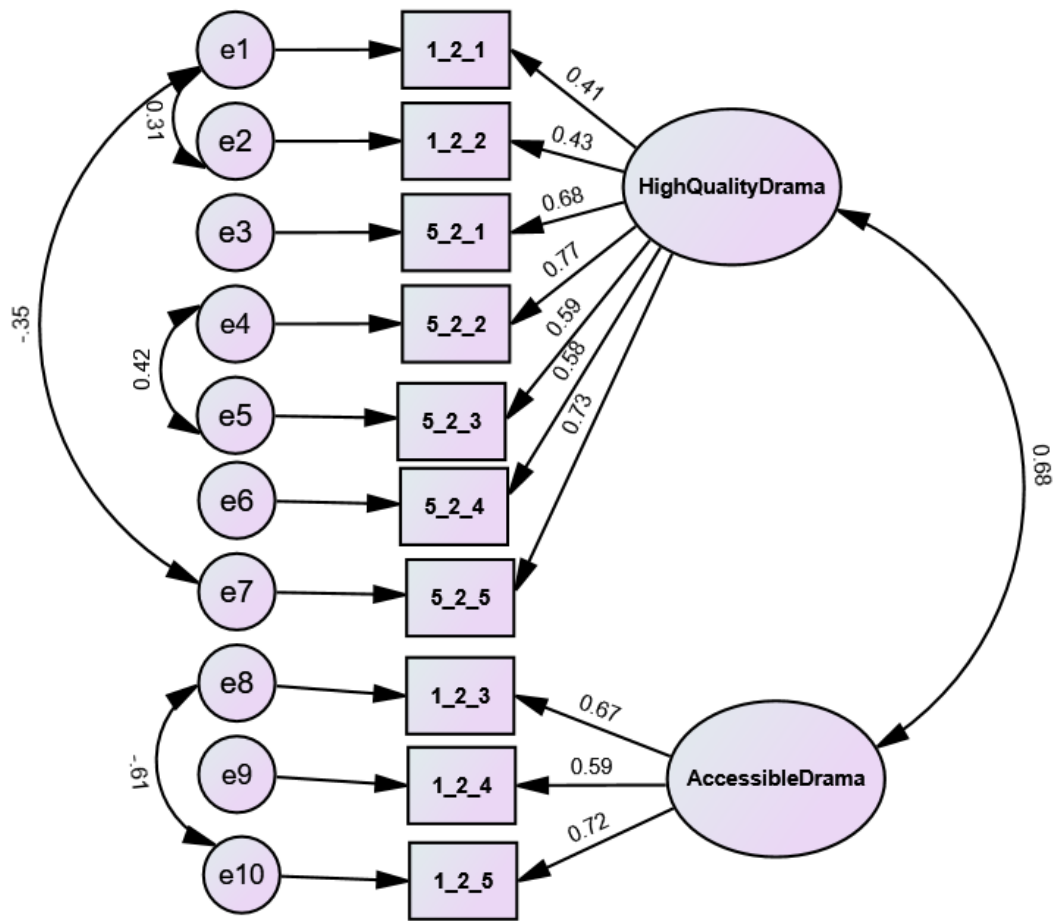 e1
1_2_1
0.41
0.31
e2
1_2_2
0.43
HighQualityDrama
e3
5_2_1
0.68
e4
5_2_2
0.77
-.35
0.42
0.59
e5
5_2_3
0.58
0.73
e6
5_2_4
0.68
e7
5_2_5
e8
1_2_3
0.67
-.61
e9
1_2_4
0.59
AccessibleDrama
e10
1_2_5
0.72